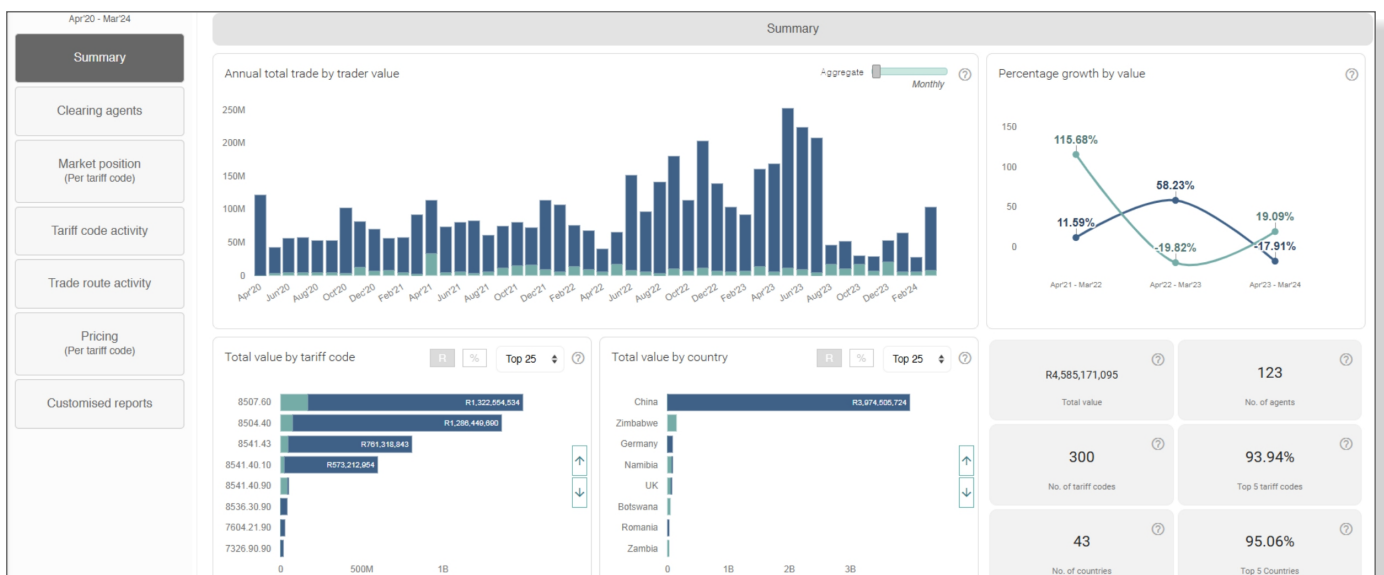 Apr'20 - Mar'24
Summary
Clearing agents
Market position
(Per tariff code)
Tariff code activity
Trade route activity
Pricing
(Per tariff code)
Customised reports
Summary
Annual total trade by trader value
Aggregate
Monthly
250M
200M
150M
100M
50M
0
Apr'20 Jun'20 Aug'20 Oct'20 Dec'20 Feb'21 Apr'21 Jun'21 Aug'21 Oct'21 Dec'21 Feb'22 Apr'22 Jun'22 Aug'22 Oct'22 Dec'22 Feb'23 Apr'23 Jun'23 Aug'23 Oct'23 Dec'23 Feb'24
Percentage growth by value
150
100
50
0
115.68%
11.59%
58.23%
-19.82%
19.09%
-17.91%
Apr'21 - Mar'22 Apr'22 - Mar'23 Apr'23 - Mar'24
Total value by tariff code
R % Top 25
8507.60 R1,322,554,534
8504.40 R1,286,449,690
8541.43 R761,318,843
8541.40.10 R573,212,954
8541.40.90
8536.30.90
7604.21.90
7326.90.90
0 500M 1B
Total value by country
R % Top 25
China R3,974,605,724
Zimbabwe
Germany
Namibia
UK
Botswana
Romania
Zambia
0 1B 2B 3B
R4,585,171,095
Total value
123
No. of agents
300
No. of tariff codes
93.94%
Top 5 tariff codes
43
No. of countries
95.06%
Top 5 Countries